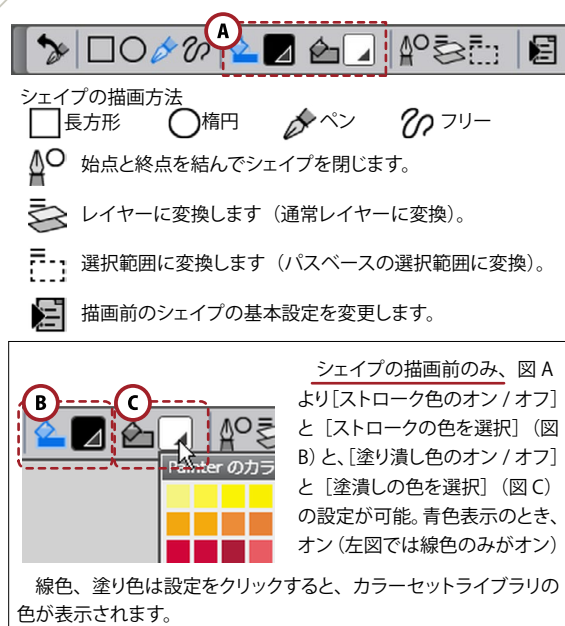 A
シェイプの描画方法
長方形 楕円 ペン フリー
始点と終点を結んでシェイプを閉じます。
レイヤーに変換します（通常レイヤーに変換）。
選択範囲に変換します（パスベースの選択範囲に変換）。
描画前のシェイプの基本設定を変更します。
B C
Painter のカラ
シェイプの描画前のみ、図 A
より［ストローク色のオン / オフ］
と［ストロークの色を選択］（図
B）と、［塗り潰し色のオン / オフ］
と［塗潰しの色を選択］（図 C）
の設定が可能。青色表示のとき、
オン（左図では線色のみがオン）
線色、塗り色は設定をクリックすると、カラーセットライブラリの
色が表示されます。